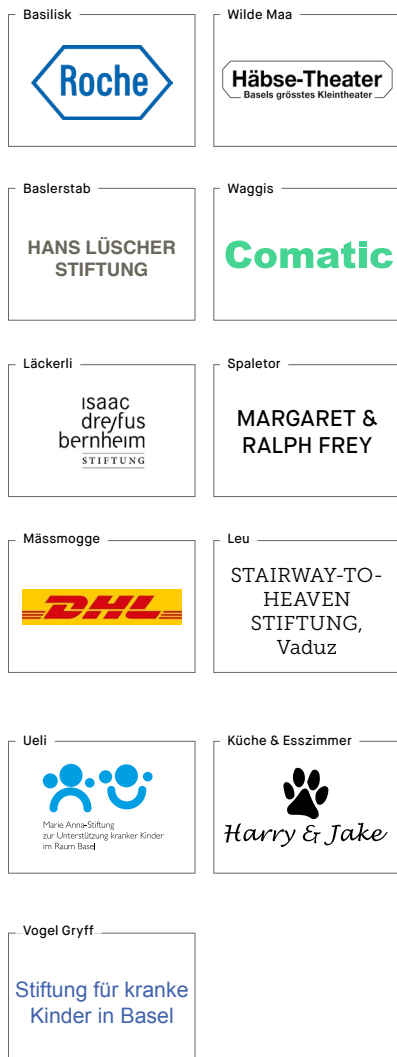 Basilisk
Roche
Wilde Maa
Häbse-Theater
Basels grösstes Kleintheater
Baslerstab
HANS LÜSCHER
STIFTUNG
Waggis
Comatic
Läckerli
ısaac
dreyfus
bernheım
STIFTUNG
Spaletor
MARGARET &
RALPH FREY
Mässmogge
DHL
Leu
STAIRWAY-TO-
HEAVEN
STIFTUNG,
Vaduz
Ueli
Marie Anna-Stiftung
zur Unterstützung kranker Kinder
im Raum Basel
Küche & Esszimmer
Harry & Jake
Vogel Gryff
Stiftung für kranke
Kinder in Basel